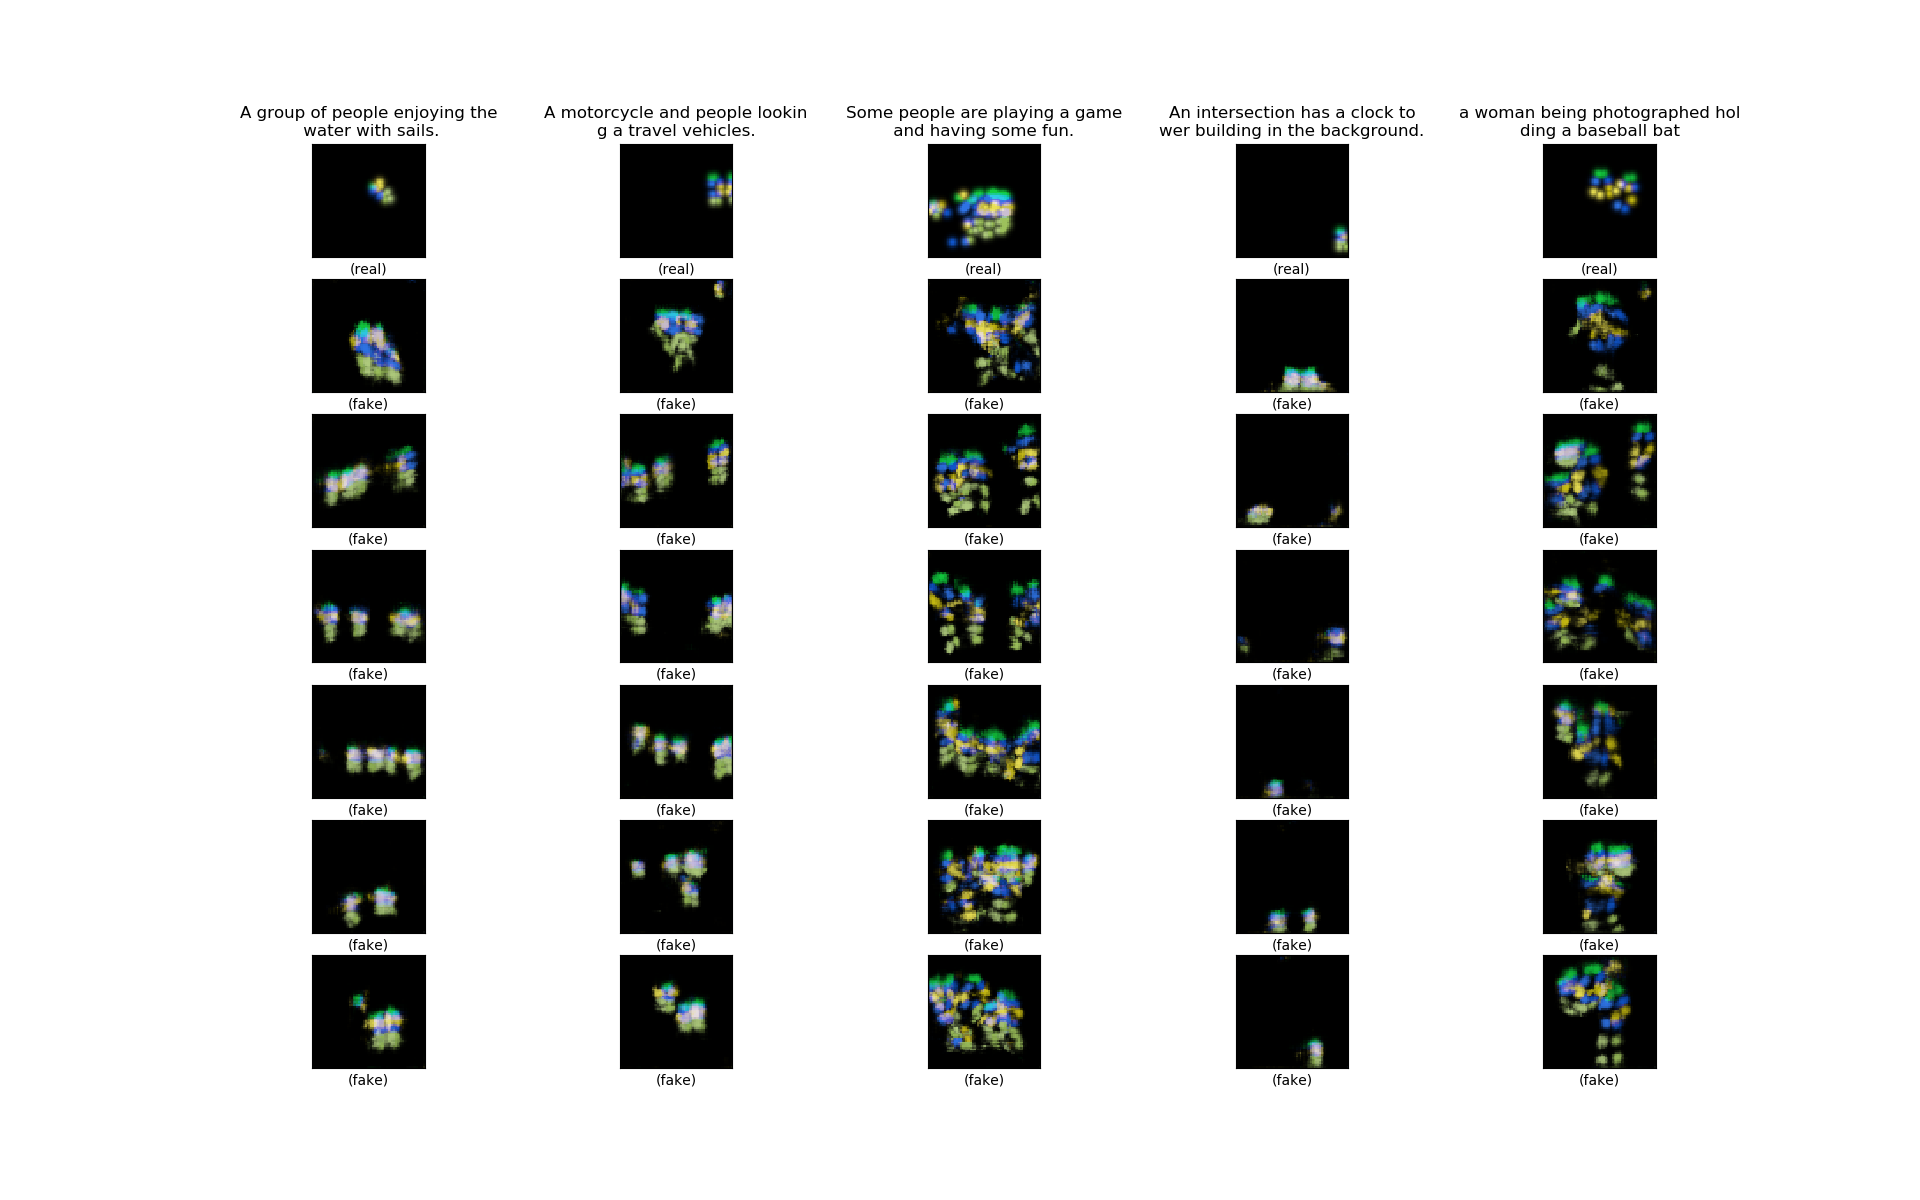 A group of people enjoying the
water with sails.
A motorcycle and people lookin
g a travel vehicles.
Some people are playing a game
and having some fun.
An intersection has a clock to
wer building in the background.
a woman being photographed hol
ding a baseball bat
(real) (real) (real) (real) (real)
(fake) (fake) (fake) (fake) (fake)
(fake) (fake) (fake) (fake) (fake)
(fake) (fake) (fake) (fake) (fake)
(fake) (fake) (fake) (fake) (fake)
(fake) (fake) (fake) (fake) (fake)
(fake) (fake) (fake) (fake) (fake)